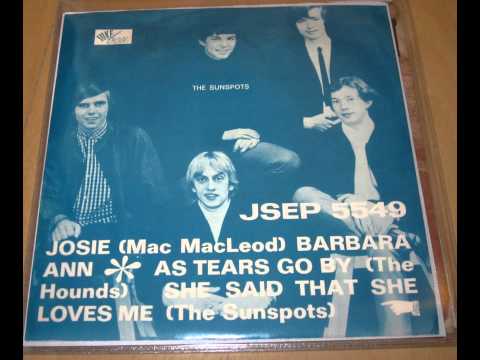 THE SUNSPOTS
JSEP 5549
JOSIE (Mac MacLeod) BARBARA
ANN * AS TEARS GO BY (The
Hounds) SHE SAID THAT SHE
LOVES ME (The Sunspots)